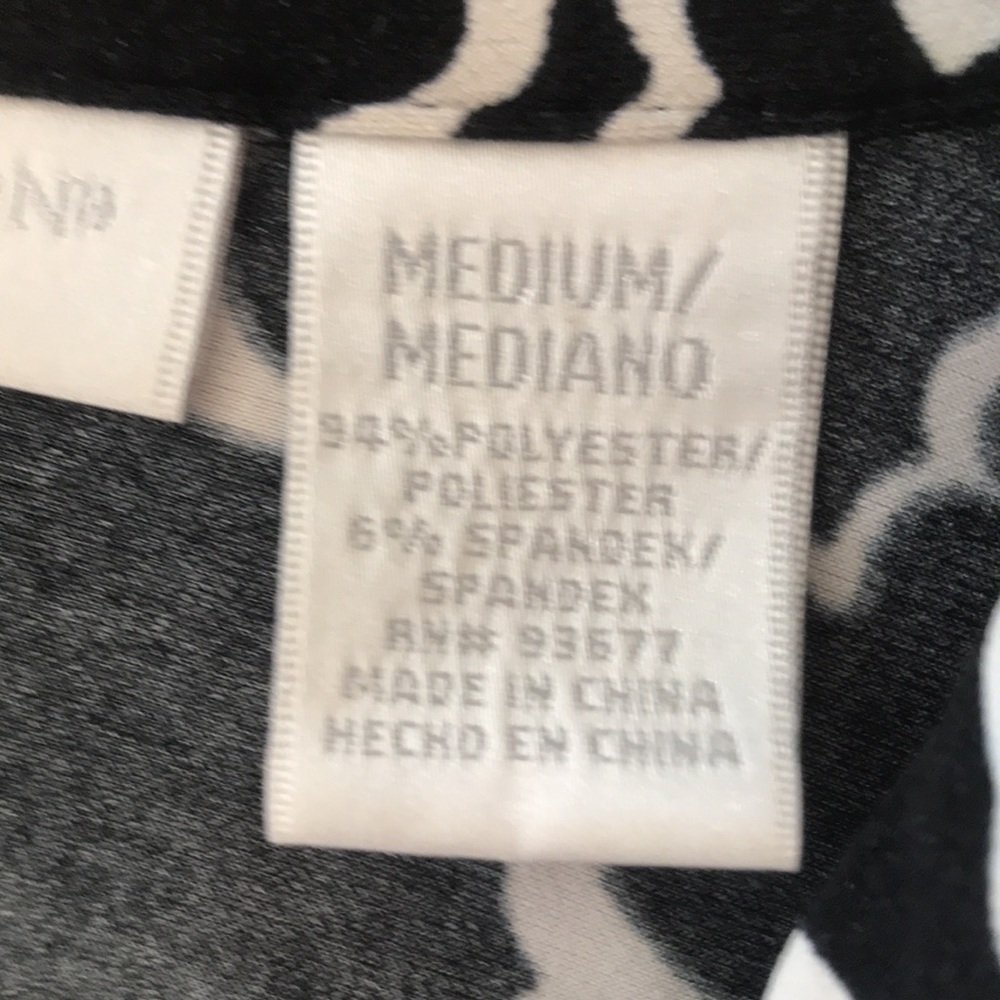 MEDIUM/
MEDIANO
94% POLYESTER/
POLIESTER
6% SPANDEX/
SPANDEX
RN# 93677
MADE IN CHINA
HECHO EN CHINA